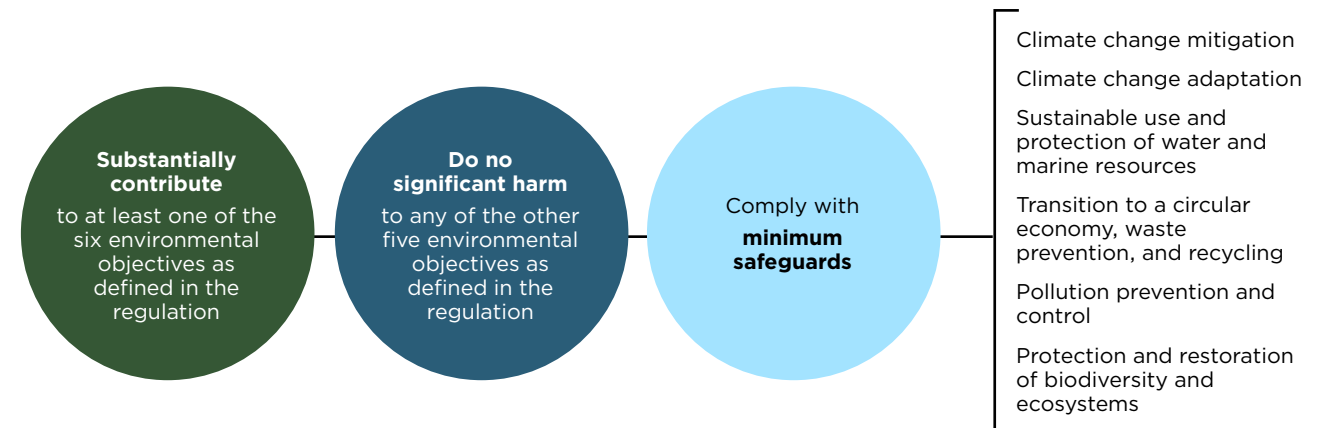 Substantially
contribute
to at least one of the
six environmental
objectives as
defined in the
regulation
Do no
significant harm
to any of the other
five environmental
objectives as
defined in the
regulation
Comply with
minimum
safeguards
Climate change mitigation
Climate change adaptation
Sustainable use and
protection of water and
marine resources
Transition to a circular
economy, waste
prevention, and recycling
Pollution prevention and
control
Protection and restoration
of biodiversity and
ecosystems